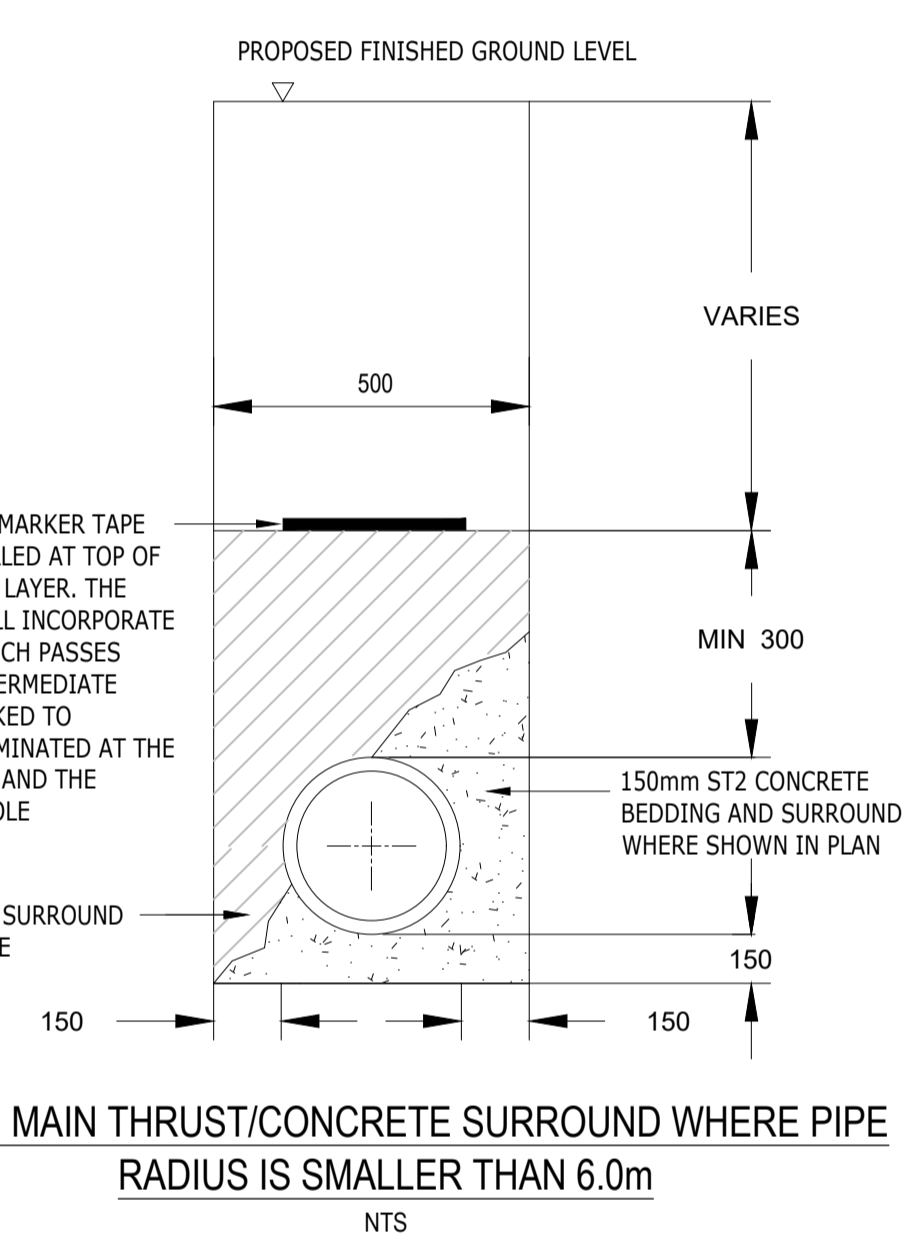 PROPOSED FINISHED GROUND LEVEL
VARIES
500
MARKER TAPE
LED AT TOP OF
LAYER. THE
LL INCORPORATE
CH PASSES
ERMEDIATE
KED TO
MINATED AT THE
AND THE
OLE
MIN 300
150mm ST2 CONCRETE
BEDDING AND SURROUND
WHERE SHOWN IN PLAN
SURROUND
E
150
150
150
MAIN THRUST/CONCRETE SURROUND WHERE PIPE
RADIUS IS SMALLER THAN 6.0m
NTS